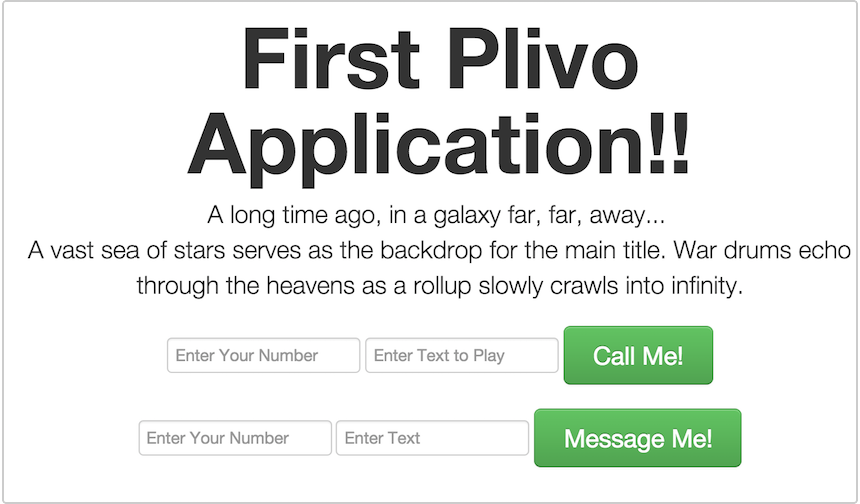 First Plivo
Application!!
A long time ago, in a galaxy far, far, away...
A vast sea of stars serves as the backdrop for the main title. War drums echo
through the heavens as a rollup slowly crawls into infinity.
Enter Your Number Enter Text to Play Call Me!
Enter Your Number Enter Text Message Me!